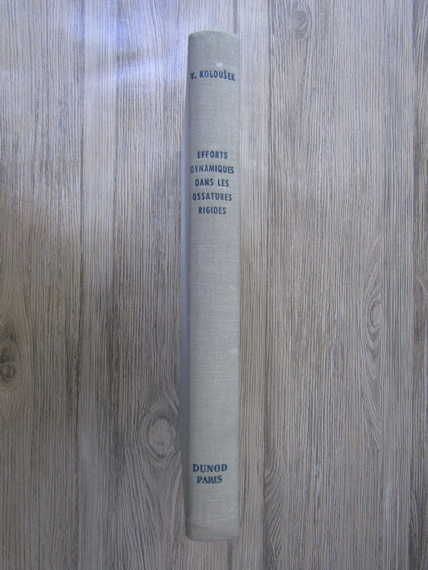 V. KOLOUŠEK
EFFORTS
DYNAMIQUES
DANS LES
OSSATURES
RIGIDES
DUNOD
PARIS